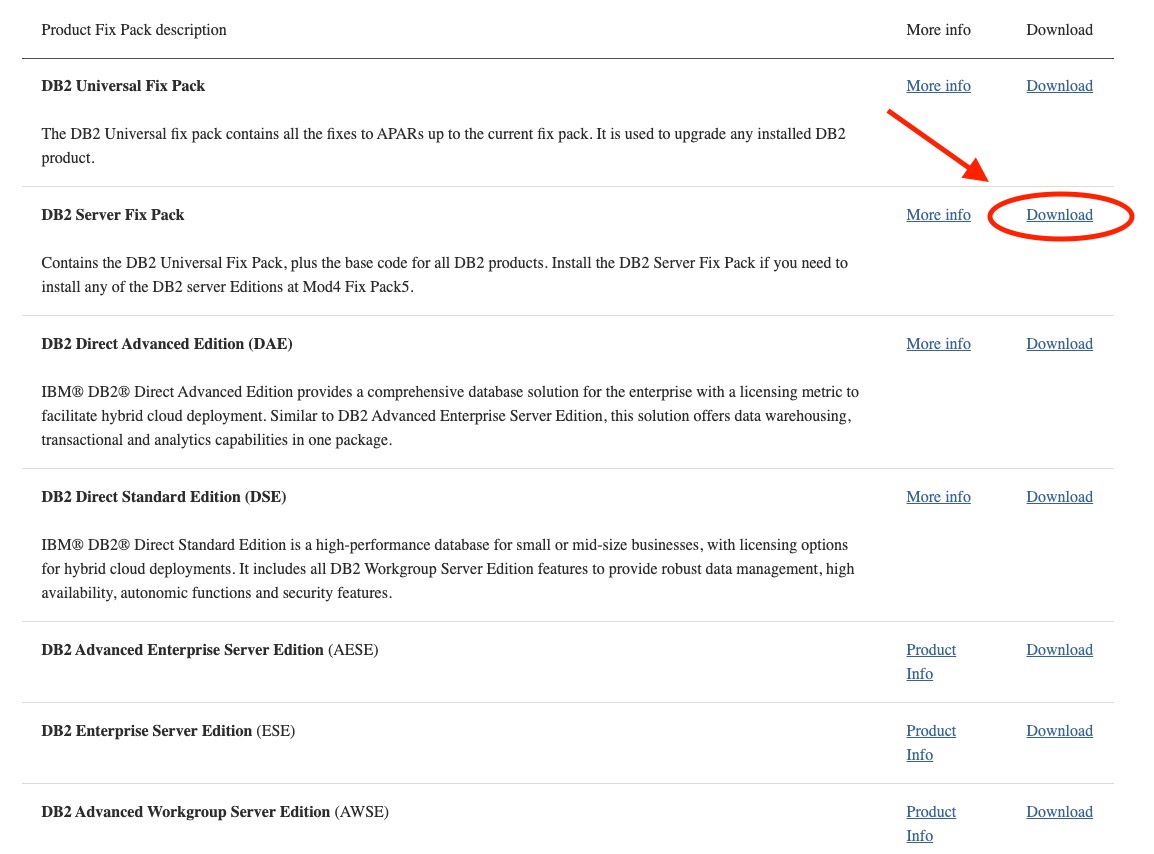 Product Fix Pack description More info Download
DB2 Universal Fix Pack More info Download
The DB2 Universal fix pack contains all the fixes to APARs up to the current fix pack. It is used to upgrade any installed DB2
product.
DB2 Server Fix Pack More info Download
Contains the DB2 Universal Fix Pack, plus the base code for all DB2 products. Install the DB2 Server Fix Pack if you need to
install any of the DB2 server Editions at Mod4 Fix Pack5.
DB2 Direct Advanced Edition (DAE) More info Download
IBM® DB2® Direct Advanced Edition provides a comprehensive database solution for the enterprise with a licensing metric to
facilitate hybrid cloud deployment. Similar to DB2 Advanced Enterprise Server Edition, this solution offers data warehousing,
transactional and analytics capabilities in one package.
DB2 Direct Standard Edition (DSE) More info Download
IBM® DB2® Direct Standard Edition is a high-performance database for small or mid-size businesses, with licensing options
for hybrid cloud deployments. It includes all DB2 Workgroup Server Edition features to provide robust data management, high
availability, autonomic functions and security features.
DB2 Advanced Enterprise Server Edition (AESE) Product Download
Info
DB2 Enterprise Server Edition (ESE) Product Download
Info
DB2 Advanced Workgroup Server Edition (AWSE) Product Download
Info